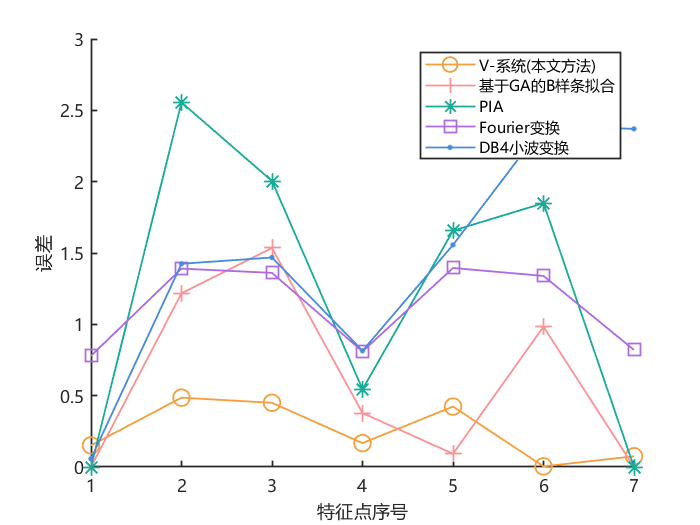 3
2.5
2
1.5
1
0.5
0
1 2 3 4 5 6 7
误差
特征点序号
V-系统(本文方法)
基于GA的B样条拟合
PIA
Fourier变换
DB4小波变换